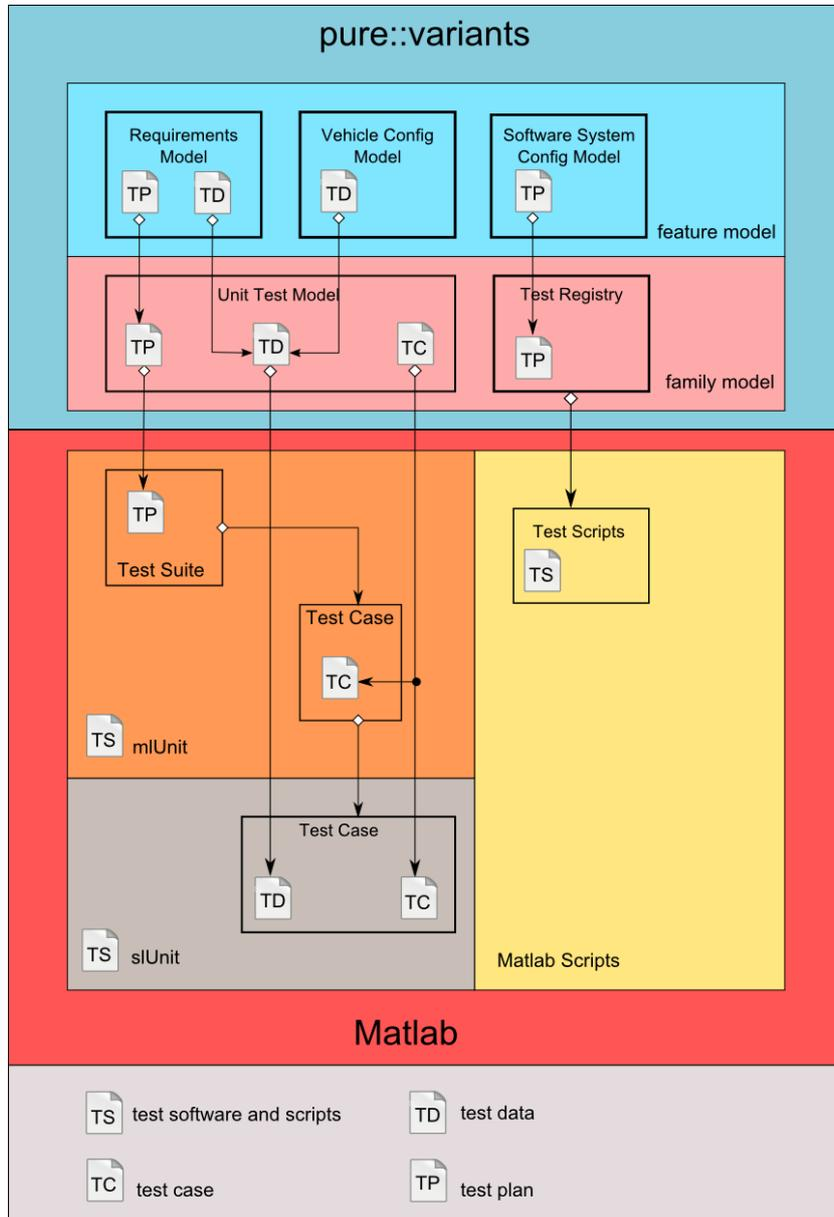 pure::variants
Requirements
Model
TP
TD
Vehicle Config
Model
TD
Software System
Config Model
TP
feature model
Unit Test Model
TP
TD
TC
Test Registry
TP
family model
TP
Test Suite
Test Case
TC
TS
mlUnit
Test Scripts
TS
Test Case
TD
TC
TS
slUnit
Matlab Scripts
Matlab
TS test software and scripts
TD test data
TC test case
TP test plan